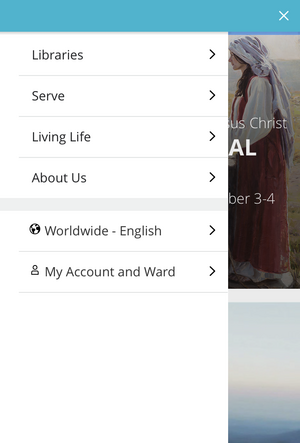 Libraries
Serve
Living Life
About Us
Worldwide - English
My Account and Ward
sus Christ
AL
ber 3-4